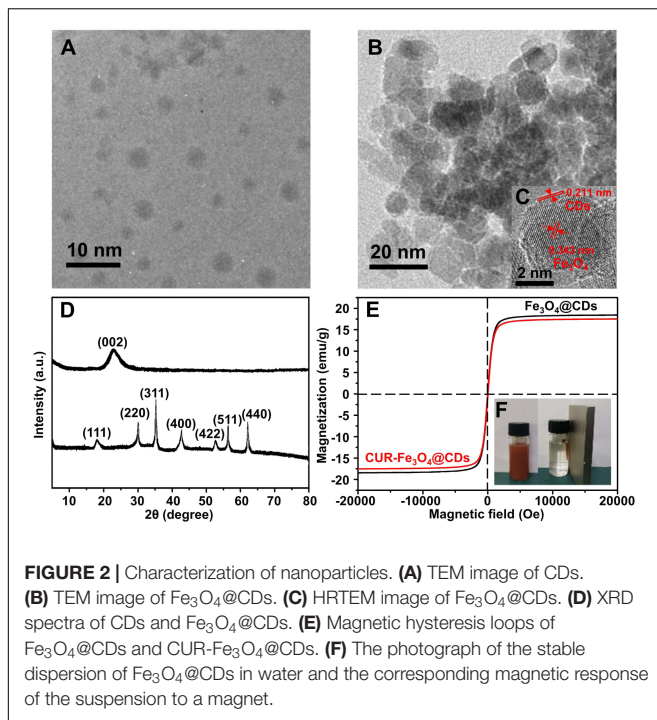 A
10 nm
B
20 nm
C
0.211 nm
CDs
Fe₃O₄
2 nm
D
(002)
(111)
(220)
(311)
(400)
(422)
(511)
(440)
Intensity (a.u.)
10 20 30 40 50 60 70 80
2θ (degree)
E
Fe₃O₄@CDs
CUR-Fe₃O₄@CDs
Magnetization (emu/g)
20
15
10
5
0
-5
-10
-15
-20
-20000 -10000 0 10000 20000
Magnetic field (Oe)
F
FIGURE 2 | Characterization of nanoparticles. (A) TEM image of CDs.
(B) TEM image of Fe₃O₄@CDs. (C) HRTEM image of Fe₃O₄@CDs. (D) XRD
spectra of CDs and Fe₃O₄@CDs. (E) Magnetic hysteresis loops of
Fe₃O₄@CDs and CUR-Fe₃O₄@CDs. (F) The photograph of the stable
dispersion of Fe₃O₄@CDs in water and the corresponding magnetic response
of the suspension to a magnet.